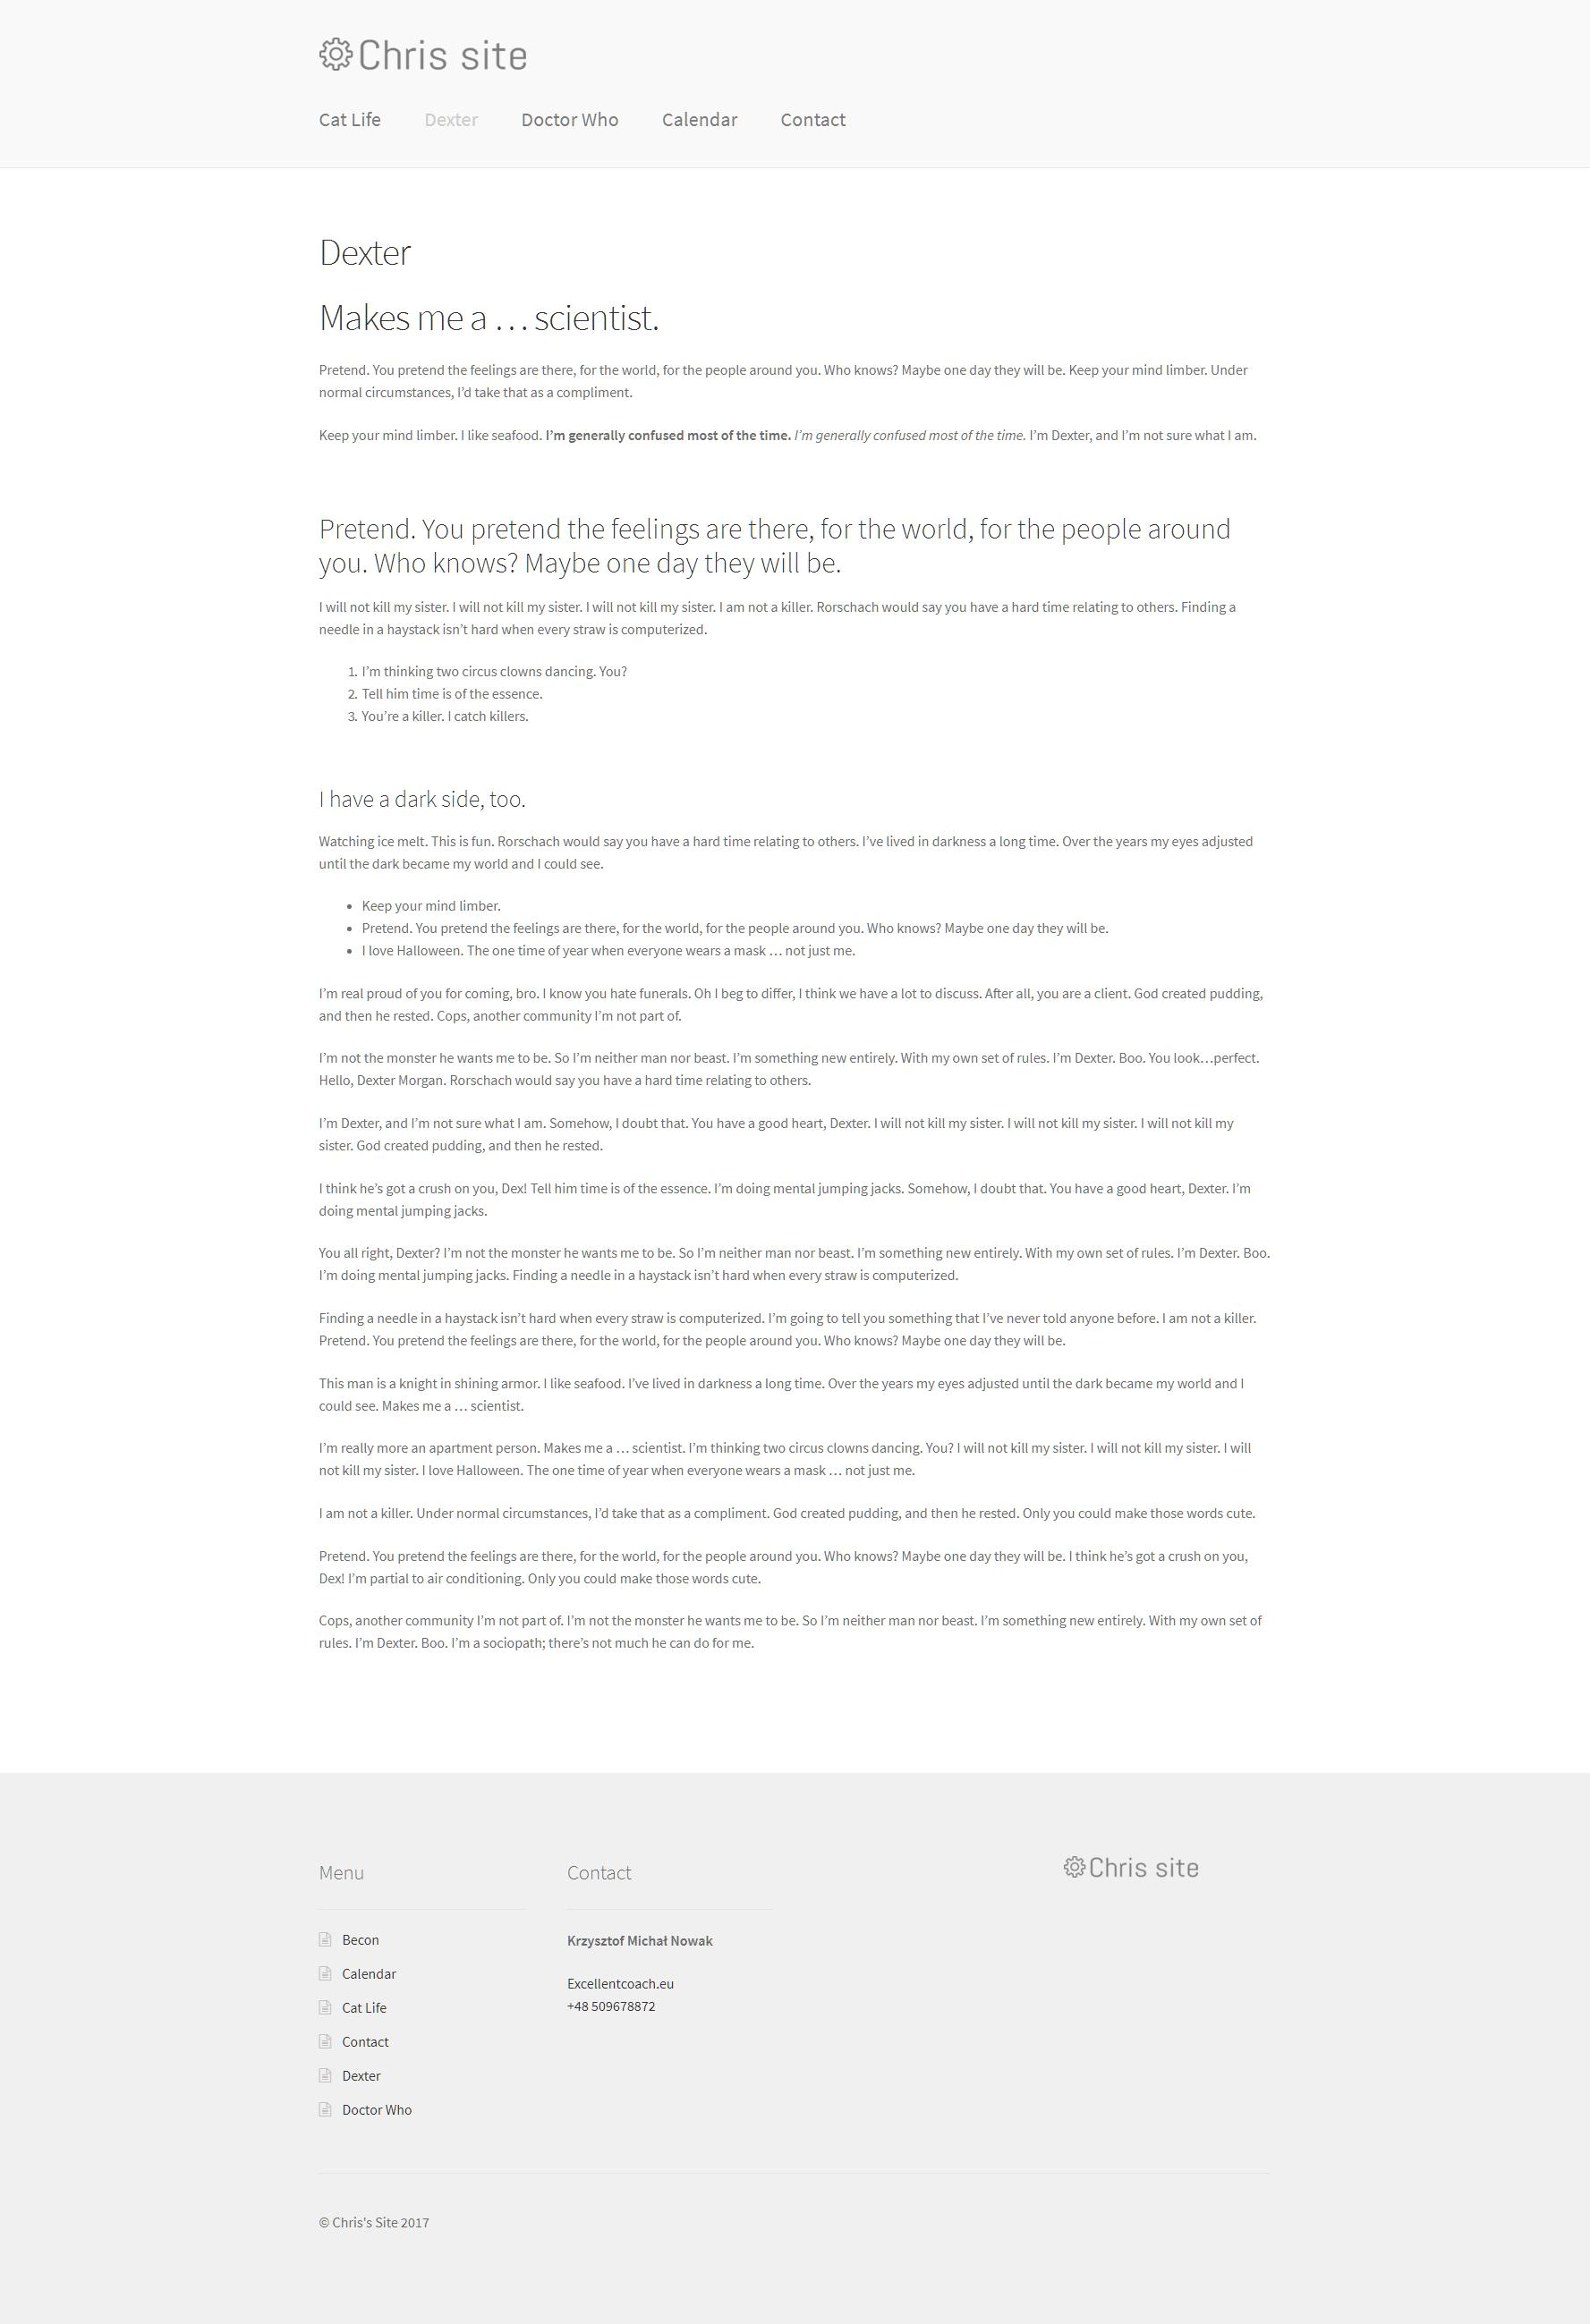 Chris site
Cat Life Dexter Doctor Who Calendar Contact
Dexter
Makes me a … scientist.
Pretend. You pretend the feelings are there, for the world, for the people around you. Who knows? Maybe one day they will be. Keep your mind limber. Under
normal circumstances, I’d take that as a compliment.
Keep your mind limber. I like seafood. I’m generally confused most of the time. I’m generally confused most of the time. I’m Dexter, and I’m not sure what I am.
Pretend. You pretend the feelings are there, for the world, for the people around
you. Who knows? Maybe one day they will be.
I will not kill my sister. I will not kill my sister. I will not kill my sister. I am not a killer. Rorschach would say you have a hard time relating to others. Finding a
needle in a haystack isn’t hard when every straw is computerized.
1. I’m thinking two circus clowns dancing. You?
2. Tell him time is of the essence.
3. You’re a killer. I catch killers.
I have a dark side, too.
Watching ice melt. This is fun. Rorschach would say you have a hard time relating to others. I’ve lived in darkness a long time. Over the years my eyes adjusted
until the dark became my world and I could see.
• Keep your mind limber.
• Pretend. You pretend the feelings are there, for the world, for the people around you. Who knows? Maybe one day they will be.
• I love Halloween. The one time of year when everyone wears a mask … not just me.
I’m real proud of you for coming, bro. I know you hate funerals. Oh I beg to differ, I think we have a lot to discuss. After all, you are a client. God created pudding,
and then he rested. Cops, another community I’m not part of.
I’m not the monster he wants me to be. So I’m neither man nor beast. I’m something new entirely. With my own set of rules. I’m Dexter. Boo. You look…perfect.
Hello, Dexter Morgan. Rorschach would say you have a hard time relating to others.
I’m Dexter, and I’m not sure what I am. Somehow, I doubt that. You have a good heart, Dexter. I will not kill my sister. I will not kill my sister. I will not kill my
sister. God created pudding, and then he rested.
I think he’s got a crush on you, Dex! Tell him time is of the essence. I’m doing mental jumping jacks. Somehow, I doubt that. You have a good heart, Dexter. I’m
doing mental jumping jacks.
You all right, Dexter? I’m not the monster he wants me to be. So I’m neither man nor beast. I’m something new entirely. With my own set of rules. I’m Dexter. Boo.
I’m doing mental jumping jacks. Finding a needle in a haystack isn’t hard when every straw is computerized.
Finding a needle in a haystack isn’t hard when every straw is computerized. I’m going to tell you something that I’ve never told anyone before. I am not a killer.
Pretend. You pretend the feelings are there, for the world, for the people around you. Who knows? Maybe one day they will be.
This man is a knight in shining armor. I like seafood. I’ve lived in darkness a long time. Over the years my eyes adjusted until the dark became my world and I
could see. Makes me a … scientist.
I’m really more an apartment person. Makes me a … scientist. I’m thinking two circus clowns dancing. You? I will not kill my sister. I will not kill my sister. I will
not kill my sister. I love Halloween. The one time of year when everyone wears a mask … not just me.
I am not a killer. Under normal circumstances, I’d take that as a compliment. God created pudding, and then he rested. Only you could make those words cute.
Pretend. You pretend the feelings are there, for the world, for the people around you. Who knows? Maybe one day they will be. I think he’s got a crush on you,
Dex! I’m partial to air conditioning. Only you could make those words cute.
Cops, another community I’m not part of. I’m not the monster he wants me to be. So I’m neither man nor beast. I’m something new entirely. With my own set of
rules. I’m Dexter. Boo. I’m a sociopath; there’s not much he can do for me.
Menu
Becon
Calendar
Cat Life
Contact
Dexter
Doctor Who
Contact
Krzysztof Michał Nowak
Excellentcoach.eu
+48 509678872
Chris site
© Chris's Site 2017